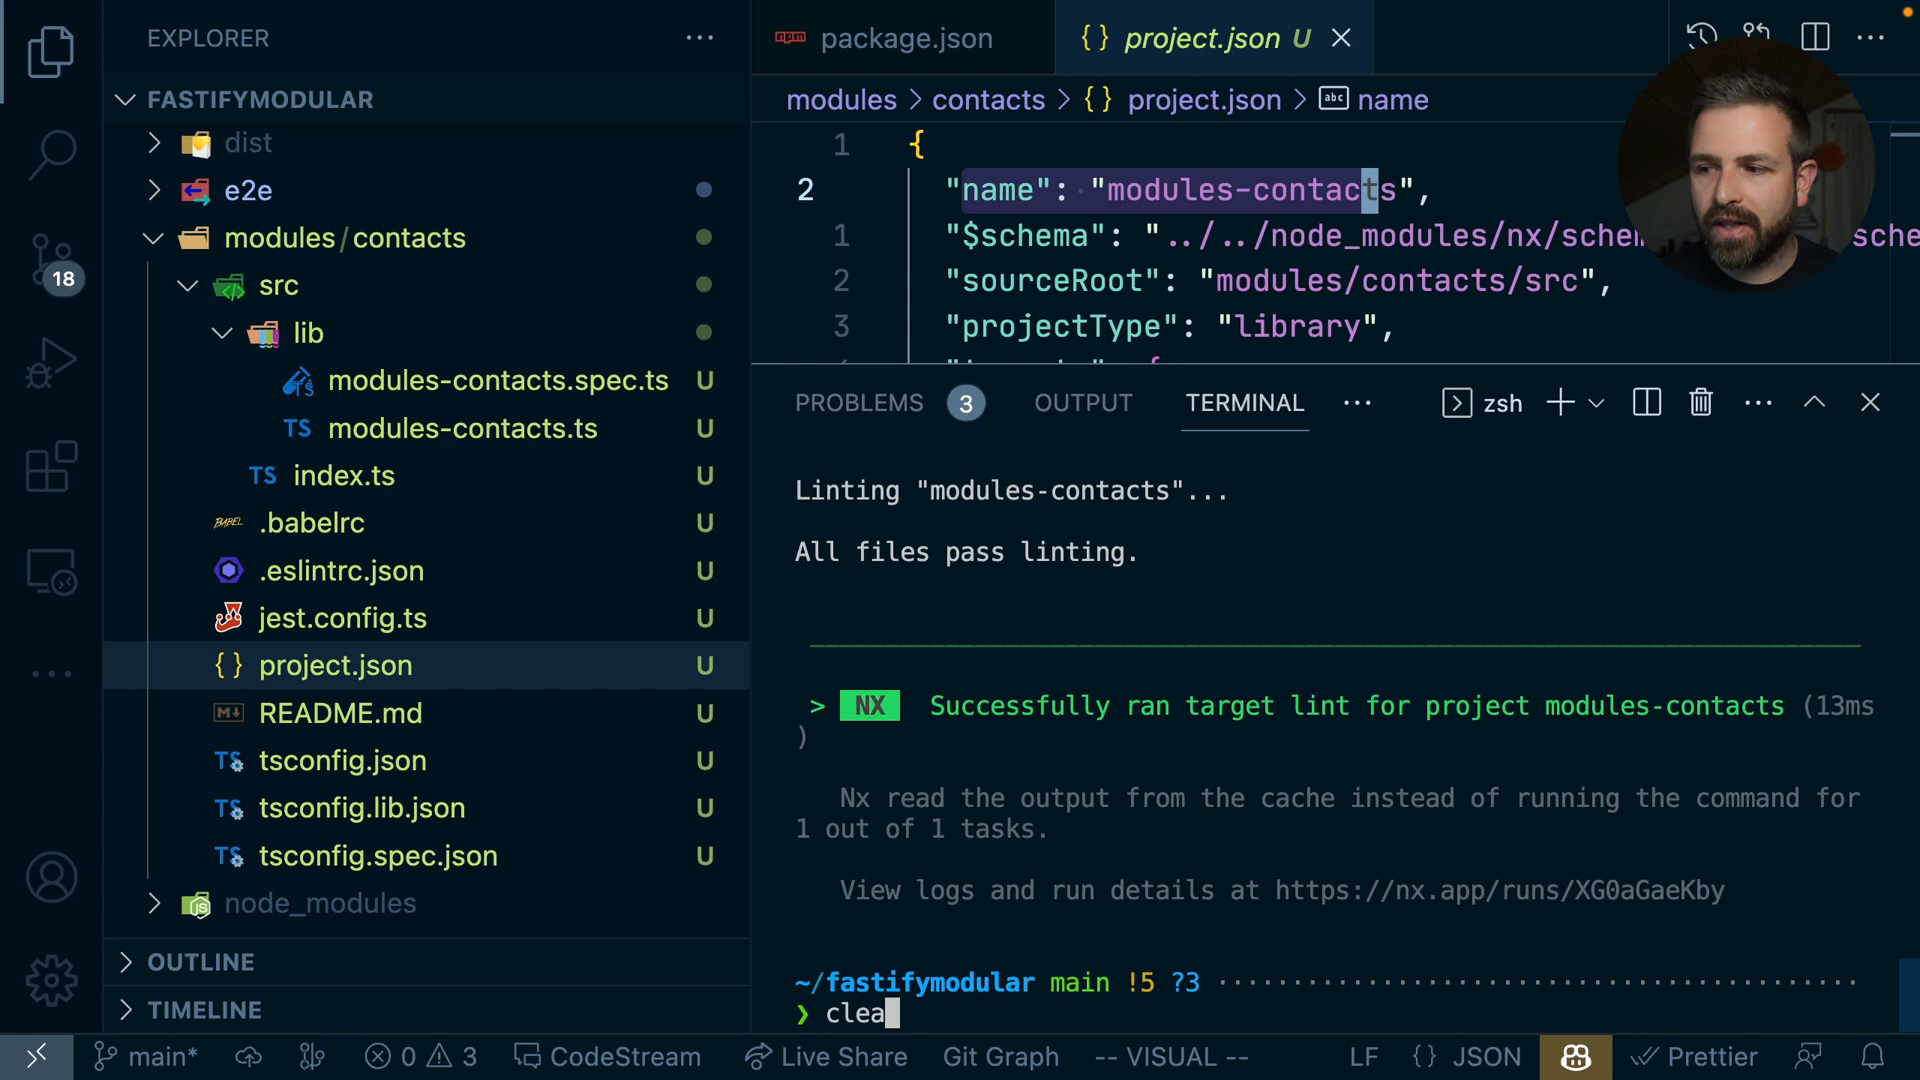 EXPLORER
FASTIFYMODULAR
dist
e2e
modules/contacts
src
lib
modules-contacts.spec.ts U
modules-contacts.ts U
index.ts U
.babelrc U
.eslintrc.json U
jest.config.ts U
project.json U
README.md U
tsconfig.json U
tsconfig.lib.json U
tsconfig.spec.json U
node_modules
OUTLINE
TIMELINE
18
package.json
{} project.json U
modules > contacts > {} project.json > abc name
1 {
2 "name": "modules-contacts",
1 "$schema": "../../node_modules/nx/schem sche
2 "sourceRoot": "modules/contacts/src",
3 "projectType": "library",
PROBLEMS 3 OUTPUT TERMINAL ··· zsh
Linting "modules-contacts"...
All files pass linting.
> NX Successfully ran target lint for project modules-contacts (13ms
)
Nx read the output from the cache instead of running the command for
1 out of 1 tasks.
View logs and run details at https://nx.app/runs/XG0aGaeKby
~/fastifymodular main !5 ?3
❯ clea
main* 0 3 CodeStream Live Share Git Graph -- VISUAL -- LF {} JSON Prettier